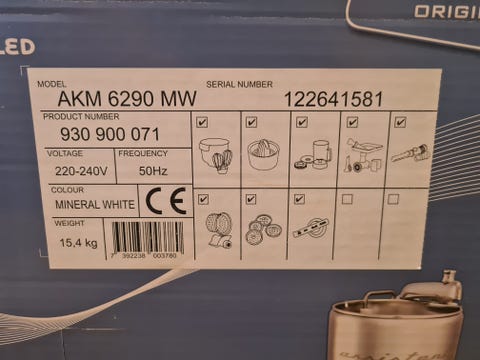 LED
ORIGI
MODEL
SERIAL NUMBER
AKM 6290 MW
122641581
PRODUCT NUMBER
930 900 071
VOLTAGE
FREQUENCY
220-240V
50Hz
COLOUR
MINERAL WHITE
CE
WEIGHT
15,4 kg
7 392238 003780